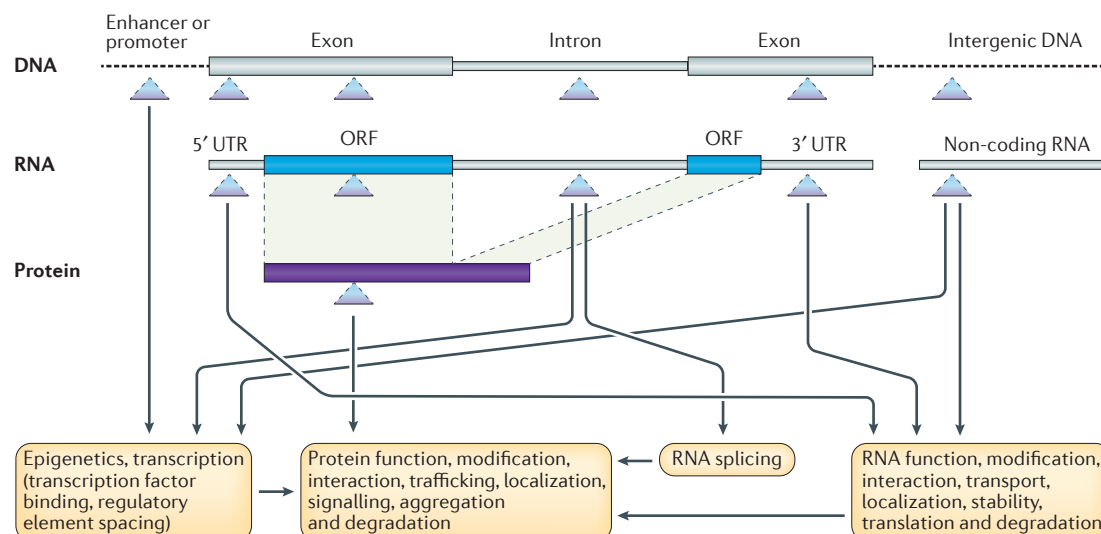 Enhancer or
promoter
Exon
Intron
Exon
Intergenic DNA
DNA
5′ UTR
ORF
ORF
3′ UTR
Non-coding RNA
RNA
Protein
Epigenetics, transcription
(transcription factor
binding, regulatory
element spacing)
Protein function, modification,
interaction, trafficking, localization,
signalling, aggregation
and degradation
RNA splicing
RNA function, modification,
interaction, transport,
localization, stability,
translation and degradation